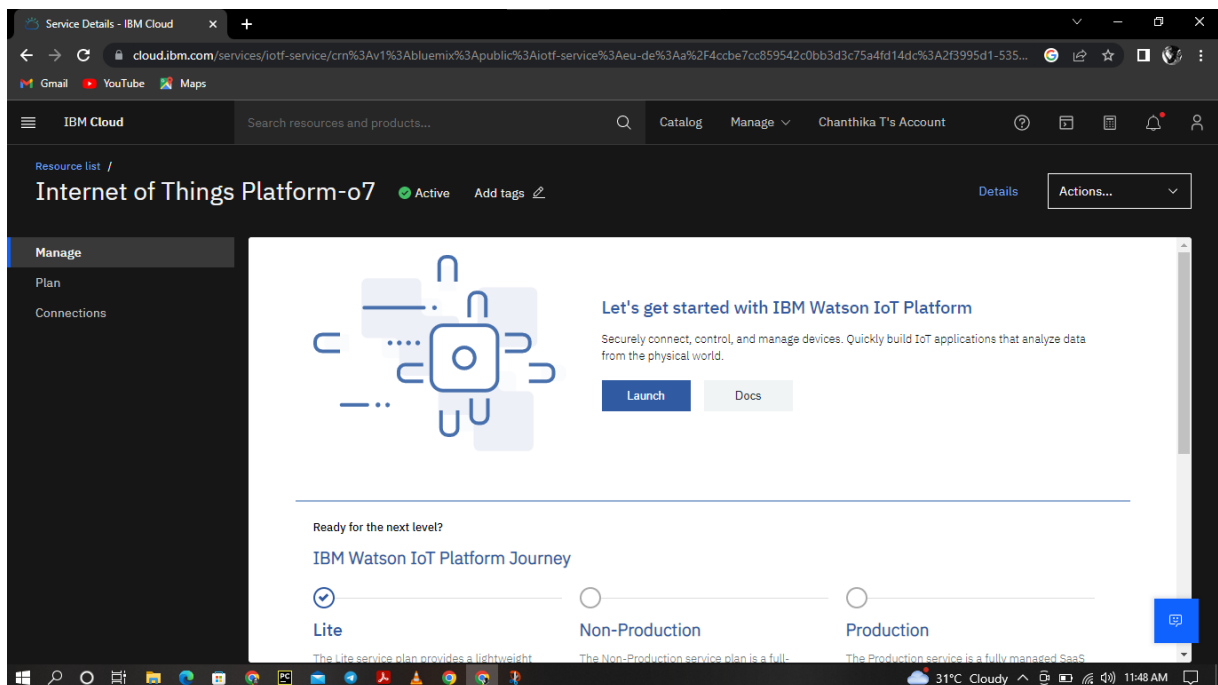 Service Details - IBM Cloud
cloud.ibm.com/services/iotf-service/crn%3Av1%3Abluemix%3Apublic%3Aiotf-service%3Aeu-de%3Aa%2F4ccbe7cc859542c0bb3d3c75a4fd14dc%3A2f3995d1-535...
Gmail YouTube Maps
IBM Cloud Search resources and products... Catalog Manage Chanthika T's Account
Resource list /
Internet of Things Platform-o7 Active Add tags Details Actions...
Manage
Plan
Connections
Let's get started with IBM Watson IoT Platform
Securely connect, control, and manage devices. Quickly build IoT applications that analyze data
from the physical world.
Launch Docs
Ready for the next level?
IBM Watson IoT Platform Journey
Lite Non-Production Production
The Lite service plan provides a lightweight The Non-Production service plan is a full- The Production service is a fully managed SaaS
31°C Cloudy 11:48 AM